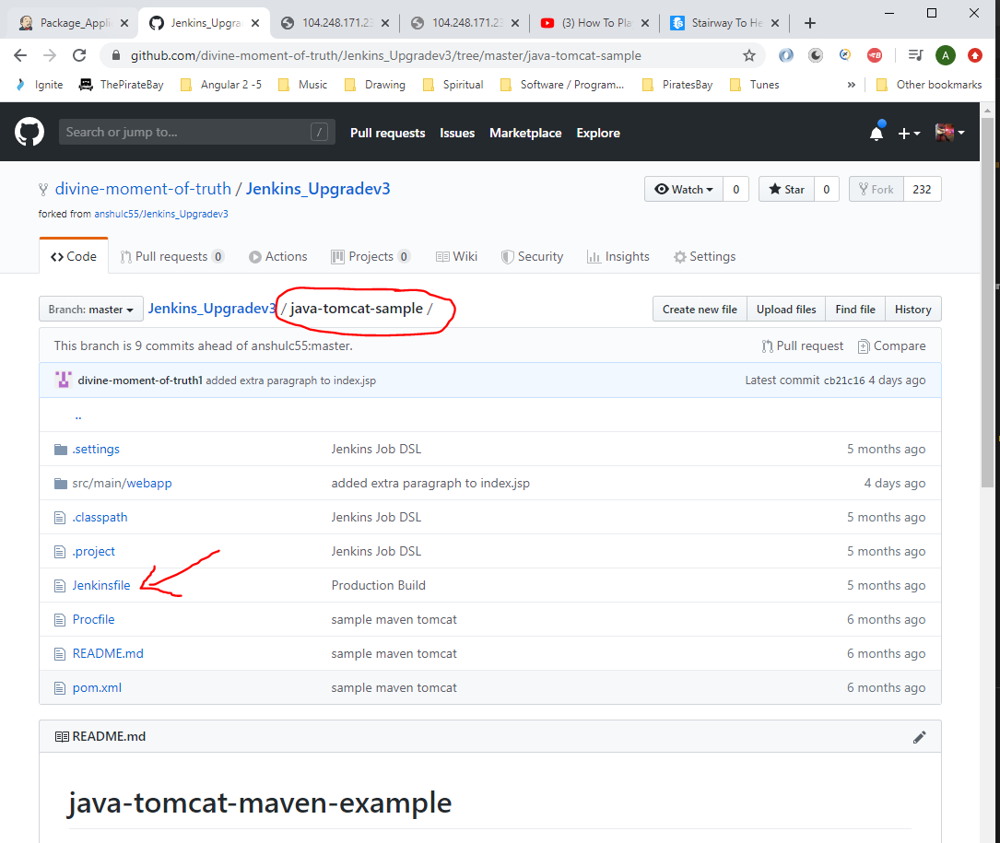 Package_Appli
Jenkins_Upgra
104.248.171.23
104.248.171.23
(3) How To Pla
Stairway To He
github.com/divine-moment-of-truth/Jenkins_Upgradev3/tree/master/java-tomcat-sample
A
Ignite ThePirateBay Angular 2 -5 Music Drawing Spiritual Software / Program... PiratesBay Tunes » Other bookmarks
Search or jump to... / Pull requests Issues Marketplace Explore
divine-moment-of-truth / Jenkins_Upgradev3 Watch 0 Star 0 Fork 232
forked from anshulc55/Jenkins_Upgradev3
Code Pull requests 0 Actions Projects 0 Wiki Security Insights Settings
Branch: master Jenkins_Upgradev3 / java-tomcat-sample / Create new file Upload files Find file History
This branch is 9 commits ahead of anshulc55:master. Pull request Compare
divine-moment-of-truth1 added extra paragraph to index.jsp Latest commit cb21c16 4 days ago
..
.settings Jenkins Job DSL 5 months ago
src/main/webapp added extra paragraph to index.jsp 4 days ago
.classpath Jenkins Job DSL 5 months ago
.project Jenkins Job DSL 5 months ago
Jenkinsfile Production Build 5 months ago
Procfile sample maven tomcat 6 months ago
README.md sample maven tomcat 6 months ago
pom.xml sample maven tomcat 6 months ago
README.md
java-tomcat-maven-example